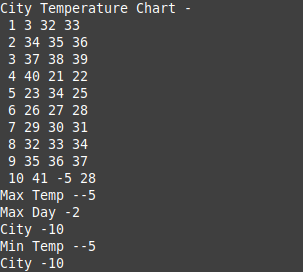 City Temperature Chart -
1 3 32 33
2 34 35 36
3 37 38 39
4 40 21 22
5 23 34 25
6 26 27 28
7 29 30 31
8 32 33 34
9 35 36 37
10 41 -5 28
Max Temp --5
Max Day -2
City -10
Min Temp --5
City -10